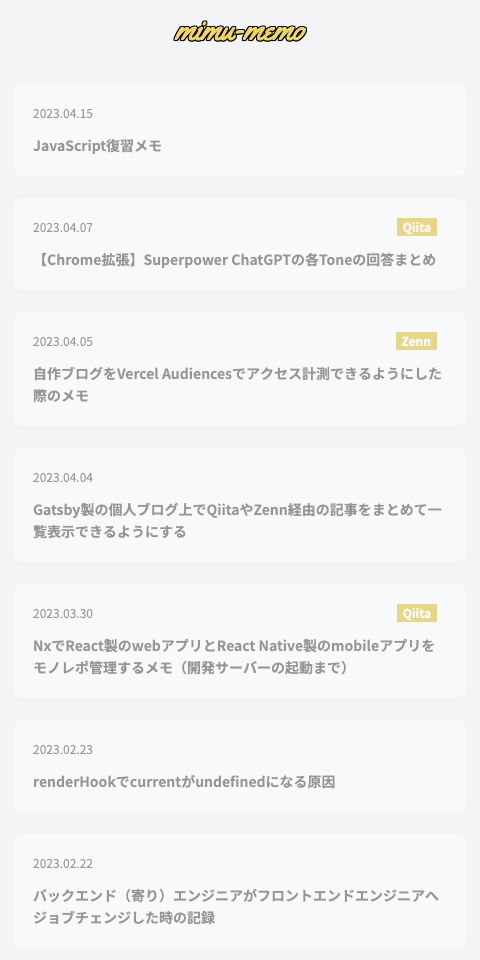 mimu-memo
2023.04.15
JavaScript復習メモ
2023.04.07
Qiita
【Chrome拡張】Superpower ChatGPTの各Toneの回答まとめ
2023.04.05
Zenn
自作ブログをVercel Audiencesでアクセス計測できるようにした
際のメモ
2023.04.04
Gatsby製の個人ブログ上でQiitaやZenn経由の記事をまとめて一
覧表示できるようにする
2023.03.30
Qiita
NxでReact製のwebアプリとReact Native製のmobileアプリを
モノレポ管理するメモ（開発サーバーの起動まで）
2023.02.23
renderHookでcurrentがundefinedになる原因
2023.02.22
バックエンド（寄り）エンジニアがフロントエンドエンジニアへ
ジョブチェンジした時の記録